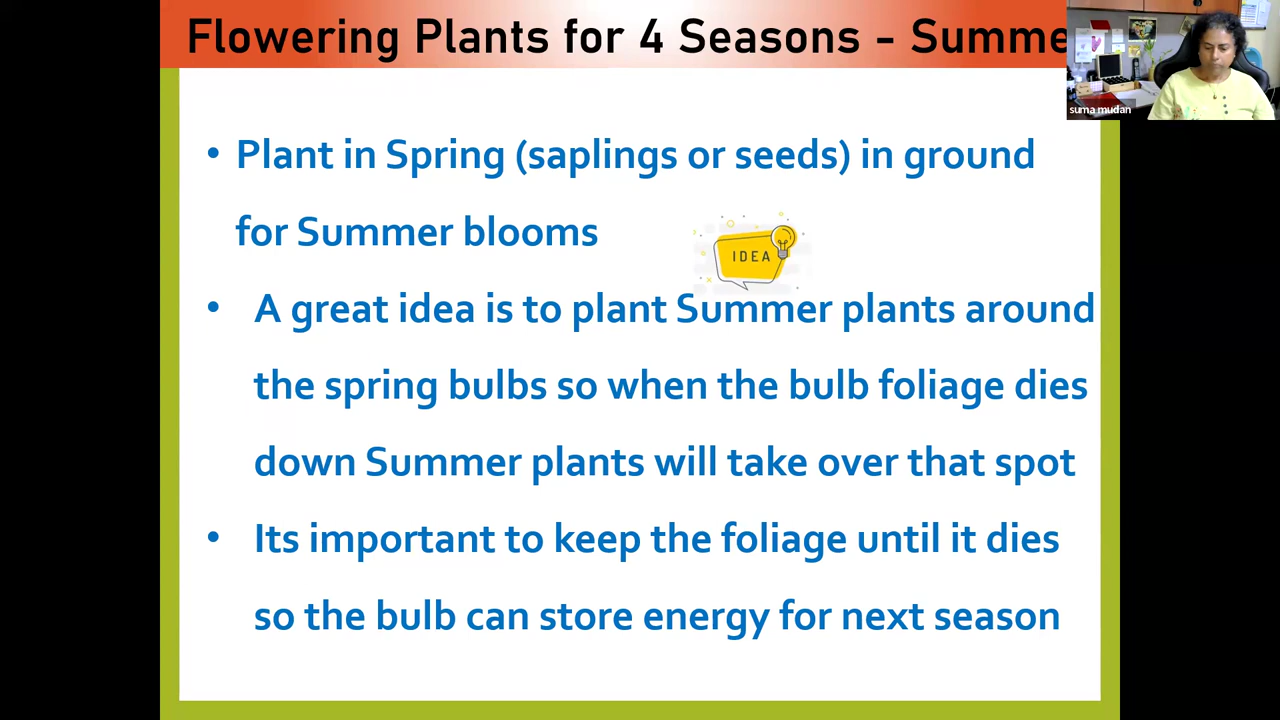 Flowering Plants for 4 Seasons - Summe
suma mudan
• Plant in Spring (saplings or seeds) in ground
for Summer blooms
IDEA
• A great idea is to plant Summer plants around
the spring bulbs so when the bulb foliage dies
down Summer plants will take over that spot
• Its important to keep the foliage until it dies
so the bulb can store energy for next season